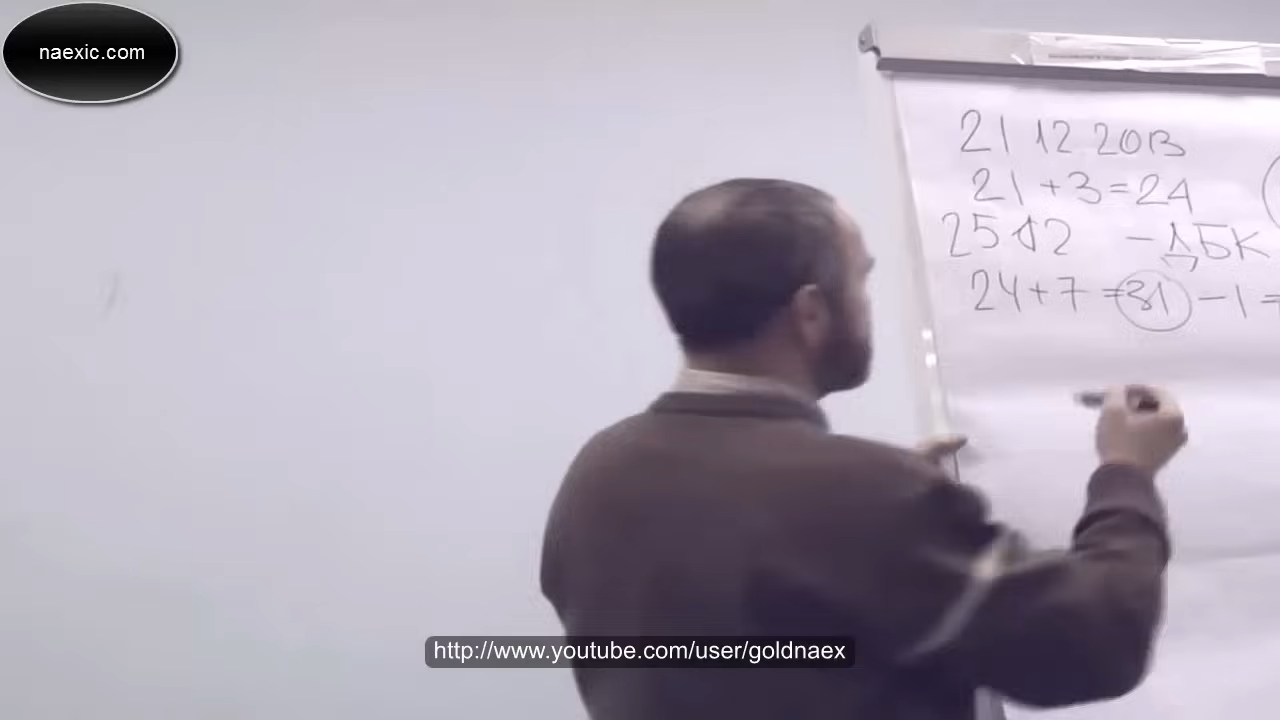 naexic.com
21 12 2013
21 + 3 = 24
25 12 - ДБК
24 + 7 = 31 - 1 =
http://www.youtube.com/user/goldnaex